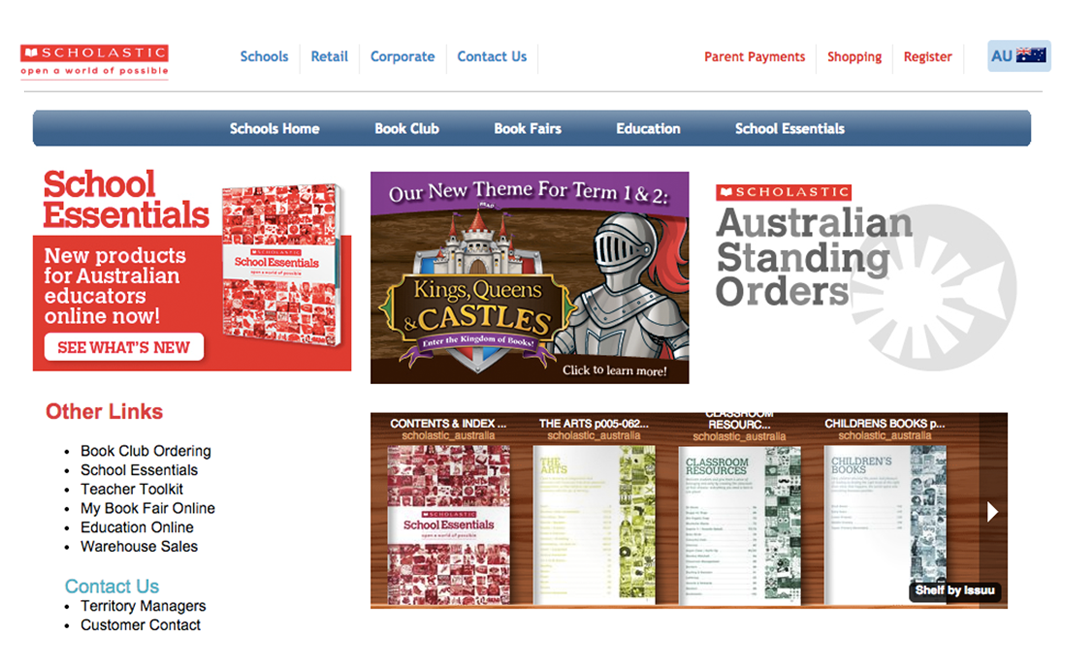 SCHOLASTIC
open a world of possible
Schools
Retail
Corporate
Contact Us
Parent Payments
Shopping
Register
AU
Schools Home
Book Club
Book Fairs
Education
School Essentials
School
Essentials
New products
for Australian
educators
online now!
SEE WHAT'S NEW
SCHOLASTIC
School Essentials
open a world of possible
Our New Theme For Term 1 & 2:
Kings, Queens
& CASTLES
Enter the Kingdom of Books!
Click to learn more!
SCHOLASTIC
Australian
Standing
Orders
Other Links
Book Club Ordering
School Essentials
Teacher Toolkit
My Book Fair Online
Education Online
Warehouse Sales
Contact Us
Territory Managers
Customer Contact
CONTENTS & INDEX ...
scholastic_australia
SCHOLASTIC
School Essentials
open a world of possible
THE ARTS p005-062...
scholastic_australia
THE
ARTS
CLASSROOM
RESOURC...
scholastic_australia
CLASSROOM
RESOURCES
CHILDRENS BOOKS p...
scholastic_australia
CHILDREN'S
BOOKS
Shelf by Issuu